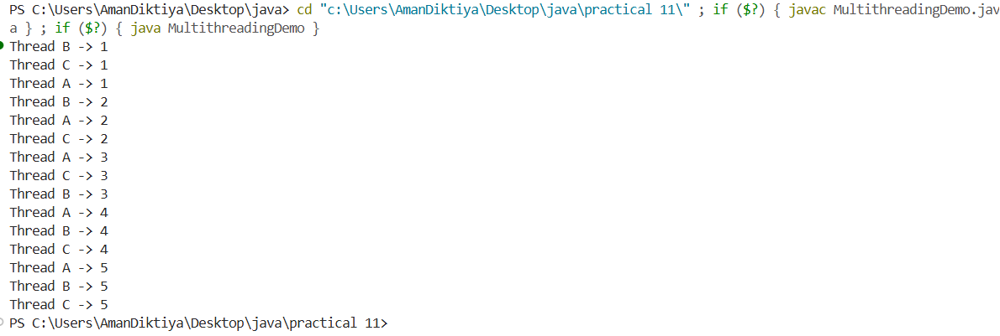 PS C:\Users\AmanDiktiya\Desktop\java> cd "c:\Users\AmanDiktiya\Desktop\java\practical 11\" ; if ($?) { javac MultithreadingDemo.jav
a } ; if ($?) { java MultithreadingDemo }
Thread B -> 1
Thread C -> 1
Thread A -> 1
Thread B -> 2
Thread A -> 2
Thread C -> 2
Thread A -> 3
Thread C -> 3
Thread B -> 3
Thread A -> 4
Thread B -> 4
Thread C -> 4
Thread A -> 5
Thread B -> 5
Thread C -> 5
PS C:\Users\AmanDiktiya\Desktop\java\practical 11>